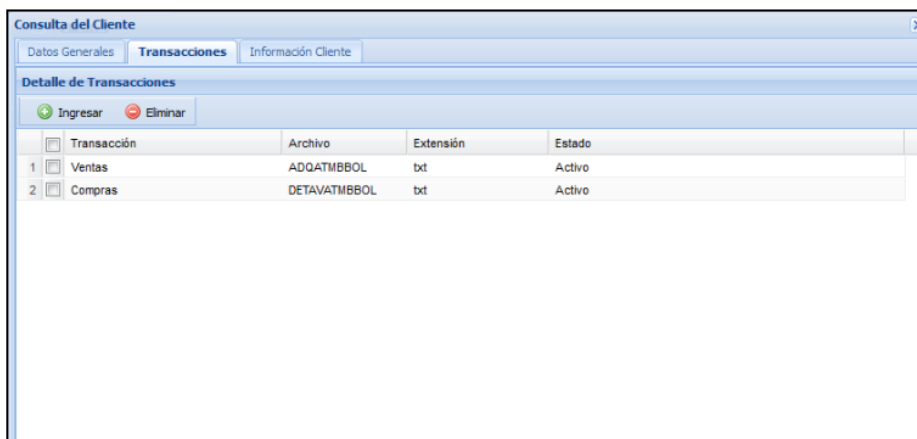 Consulta del Cliente
Datos Generales Transacciones Información Cliente
Detalle de Transacciones
Ingresar Eliminar
Transacción Archivo Extensión Estado
1 Ventas ADQATMBBOL txt Activo
2 Compras DETAVATMBBOL txt Activo